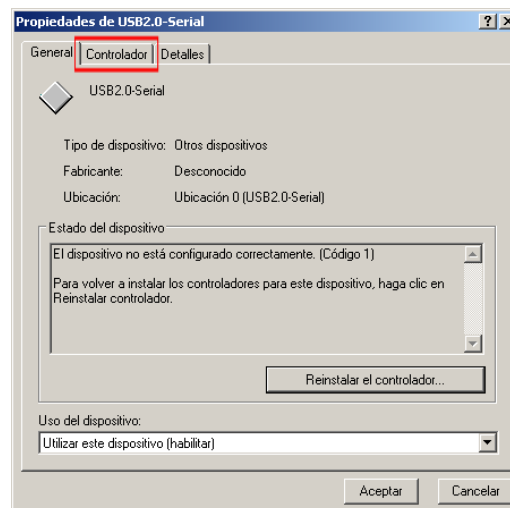 Propiedades de USB2.0-Serial
General Controlador Detalles
USB2.0-Serial
Tipo de dispositivo: Otros dispositivos
Fabricante: Desconocido
Ubicación: Ubicación 0 (USB2.0-Serial)
Estado del dispositivo
El dispositivo no está configurado correctamente. (Código 1)
Para volver a instalar los controladores para este dispositivo, haga clic en
Reinstalar controlador.
Reinstalar el controlador...
Uso del dispositivo:
Utilizar este dispositivo (habilitar)
Aceptar Cancelar